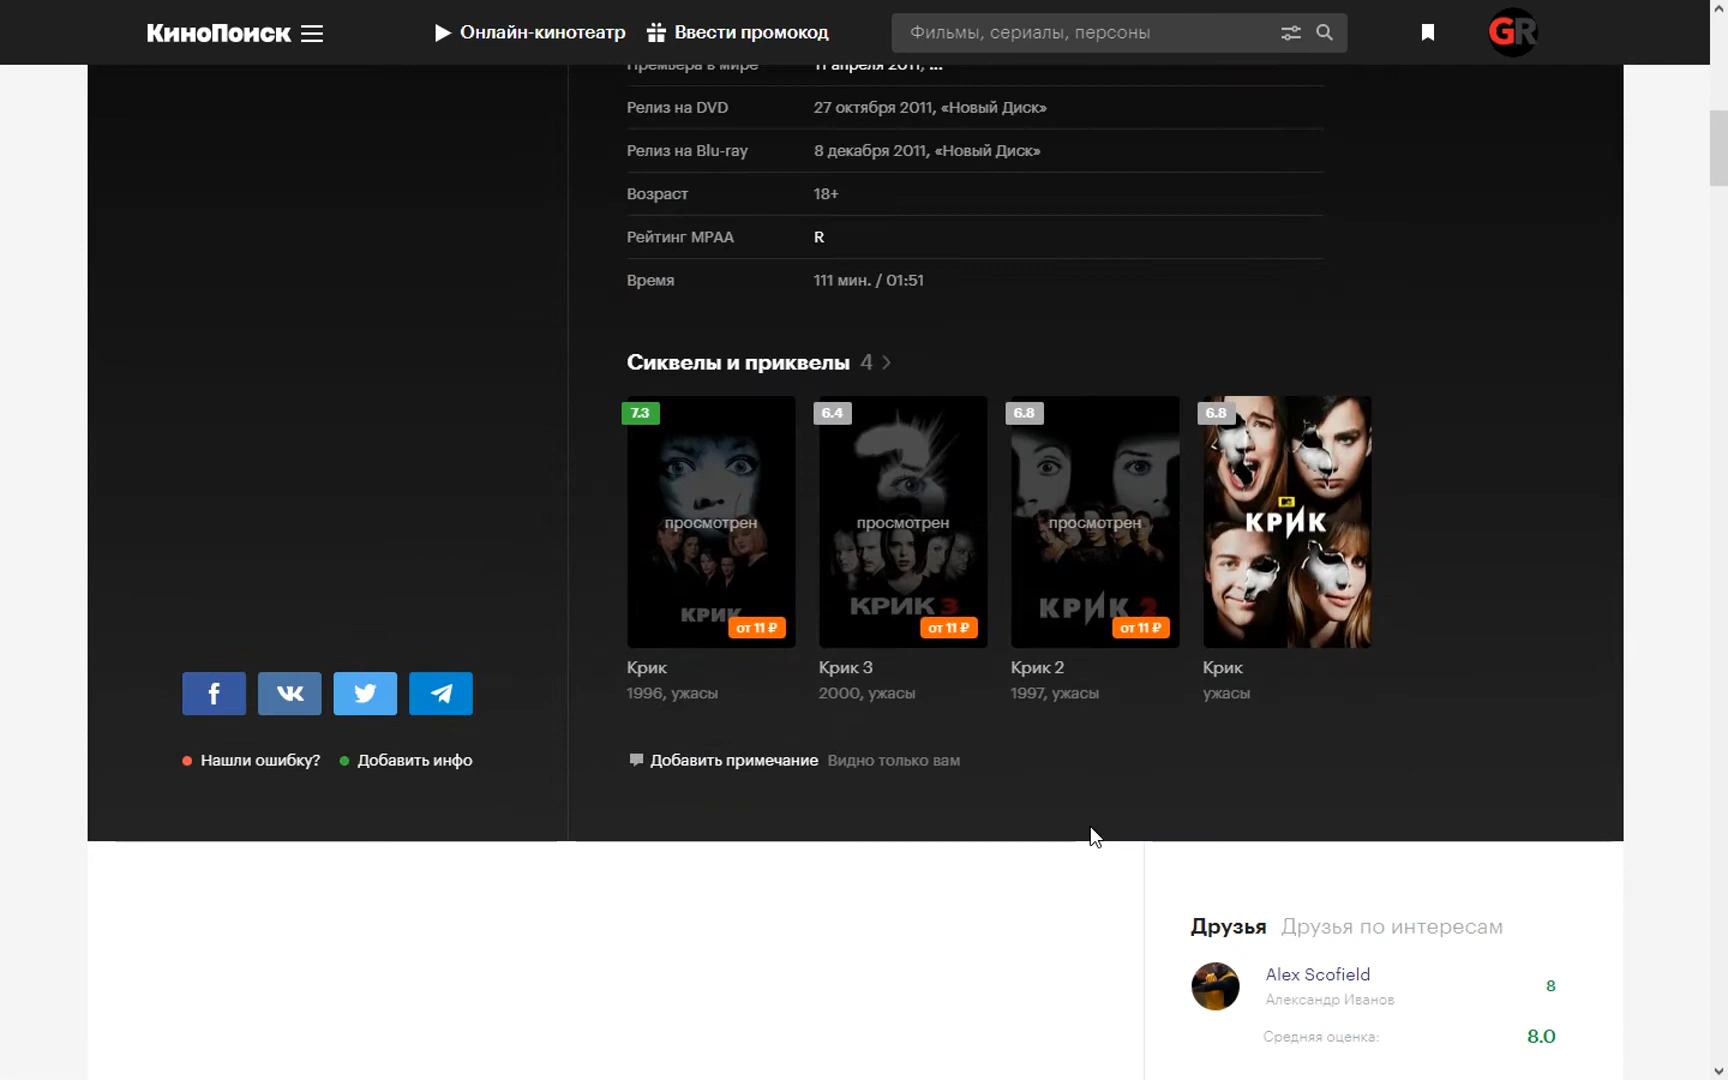 КиноПоиск
Онлайн-кинотеатр
Ввести промокод
Фильмы, сериалы, персоны
GR
Премьера в мире 11 апреля 2011, ...
Релиз на DVD 27 октября 2011, «Новый Диск»
Релиз на Blu-ray 8 декабря 2011, «Новый Диск»
Возраст 18+
Рейтинг MPAA R
Время 111 мин. / 01:51
Сиквелы и приквелы 4
7.3
просмотрен
КРИК
от 11 ₽
Крик
1996, ужасы
6.4
просмотрен
КРИК 3
от 11 ₽
Крик 3
2000, ужасы
6.8
просмотрен
КРИК 2
от 11 ₽
Крик 2
1997, ужасы
6.8
КРИК
Крик
ужасы
Нашли ошибку?
Добавить инфо
Добавить примечание Видно только вам
Друзья Друзья по интересам
Alex Scofield
Александр Иванов
8
Средняя оценка: 8.0